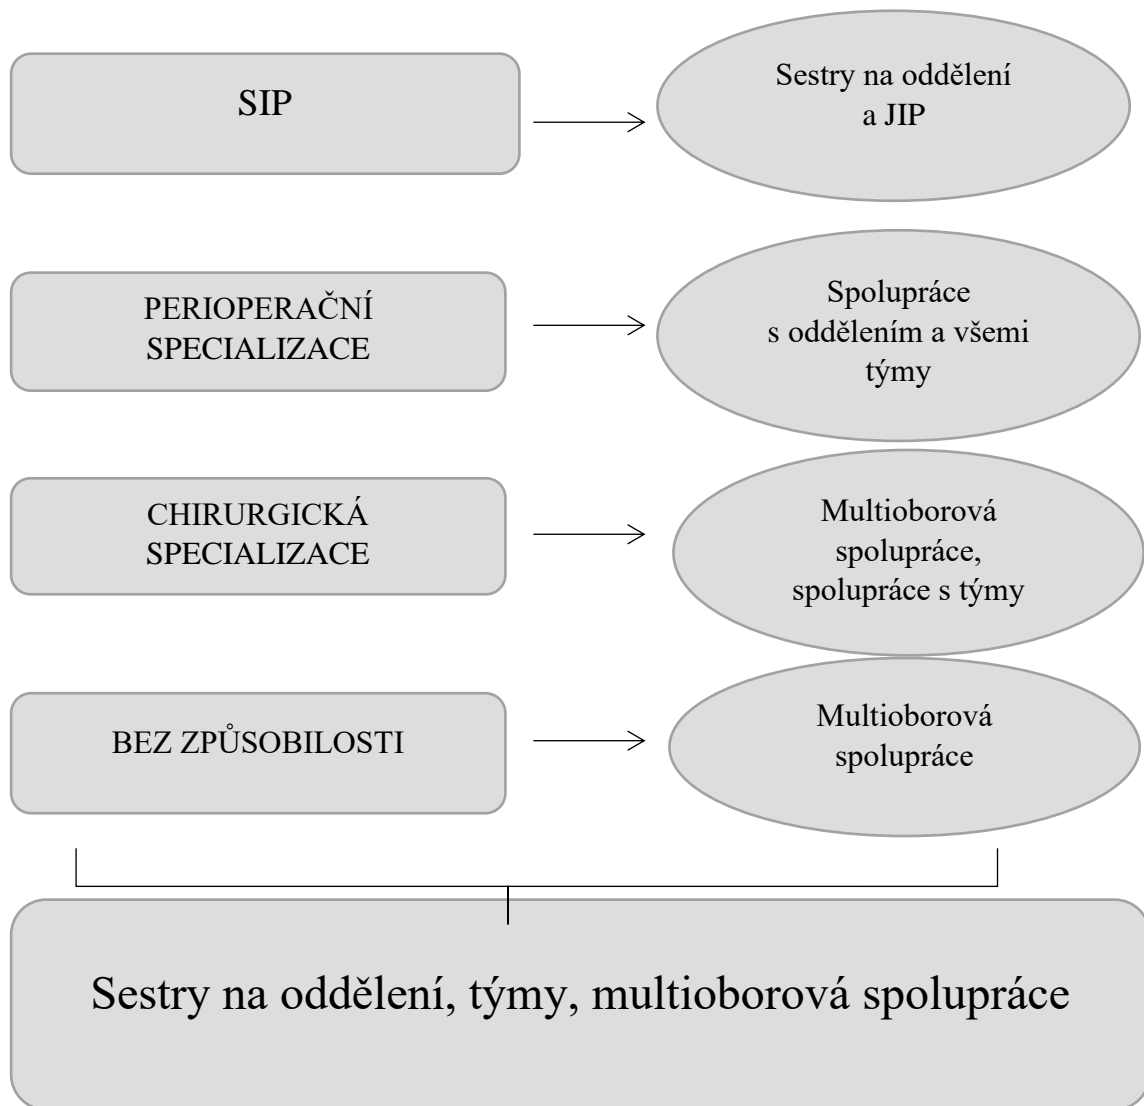 SIP
Sestry na oddělení
a JIP
PERIOPERAČNÍ
SPECIALIZACE
Spolupráce
s oddělením a všemi
týmy
CHIRURGICKÁ
SPECIALIZACE
Multioborová
spolupráce,
spolupráce s týmy
BEZ ZPŮSOBILOSTI
Multioborová
spolupráce
Sestry na oddělení, týmy, multioborová spolupráce